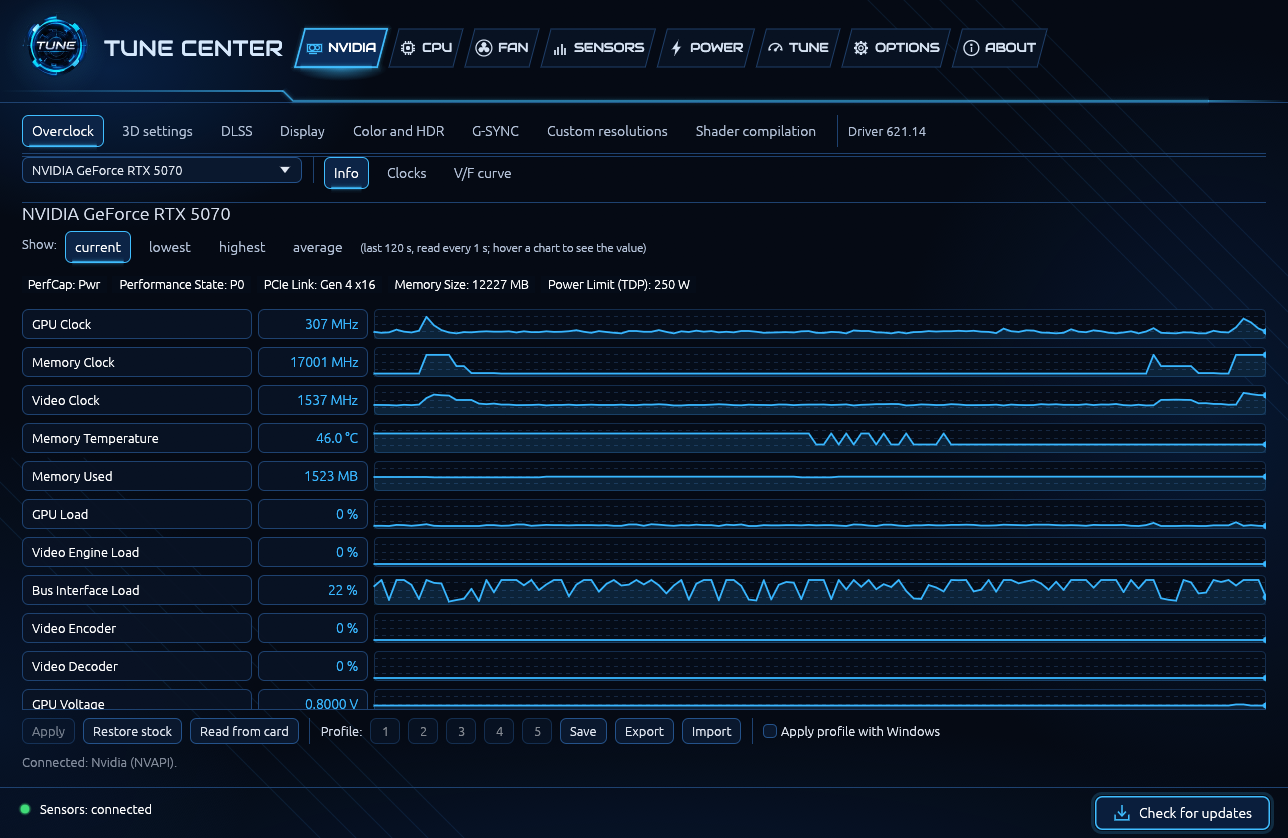 TUNE TUNE CENTER NVIDIA CPU FAN SENSORS POWER TUNE OPTIONS ABOUT
Overclock 3D settings DLSS Display Color and HDR G-SYNC Custom resolutions Shader compilation Driver 621.14
NVIDIA GeForce RTX 5070 Info Clocks V/F curve
NVIDIA GeForce RTX 5070
Show: current lowest highest average (last 120 s, read every 1 s; hover a chart to see the value)
PerfCap: Pwr Performance State: P0 PCIe Link: Gen 4 x16 Memory Size: 12227 MB Power Limit (TDP): 250 W
GPU Clock 307 MHz
Memory Clock 17001 MHz
Video Clock 1537 MHz
Memory Temperature 46.0 °C
Memory Used 1523 MB
GPU Load 0 %
Video Engine Load 0 %
Bus Interface Load 22 %
Video Encoder 0 %
Video Decoder 0 %
GPU Voltage 0.8000 V
Apply Restore stock Read from card Profile: 1 2 3 4 5 Save Export Import Apply profile with Windows
Connected: Nvidia (NVAPI).
Sensors: connected Check for updates